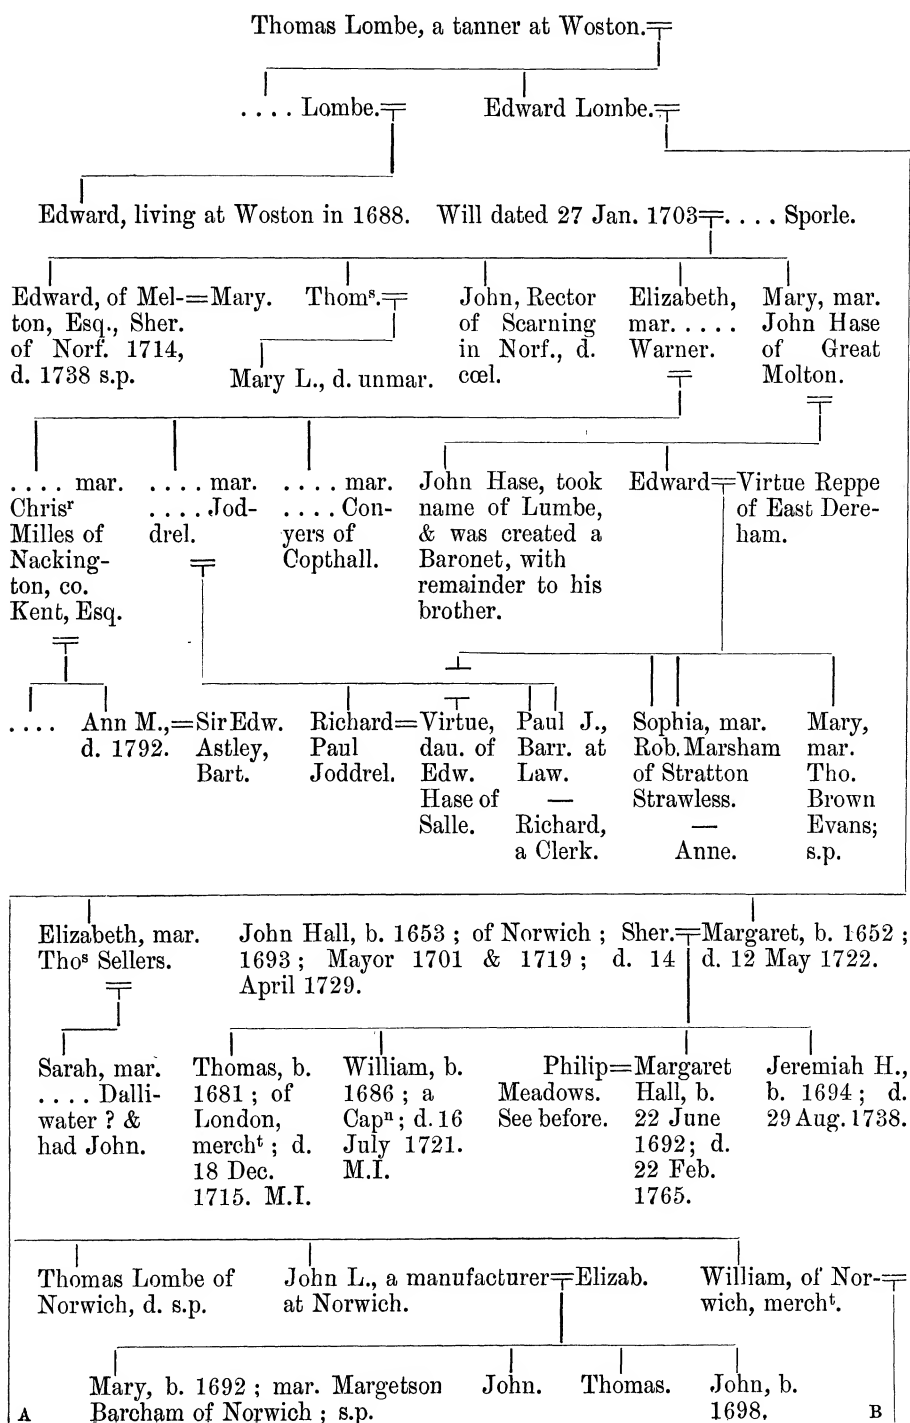 Thomas Lombe, a tanner at Woston.
. . . . Lombe.
Edward Lombe.
Edward, living at Woston in 1688. Will dated 27 Jan. 1703 . . . . Sporle.
Edward, of Mel-=Mary.
ton, Esq., Sher.
of Norf. 1714,
d. 1738 s.p.
Thomˢ.
Mary L., d. unmar.
John, Rector
of Scarning
in Norf., d.
cœl.
Elizabeth,
mar. . . . . .
Warner.
Mary, mar.
John Hase
of Great
Molton.
. . . . mar.
Chrisʳ
Milles of
Nacking-
ton, co.
Kent, Esq.
. . . . mar.
. . . . Jod-
drel.
. . . . mar.
. . . . Con-
yers of
Copthall.
John Hase, took
name of Lumbe,
& was created a
Baronet, with
remainder to his
brother.
Edward
Virtue Reppe
of East Dere-
ham.
. . . .
Ann M.,=
d. 1792.
Sir Edw.
Astley,
Bart.
Richard=
Paul
Joddrel.
Virtue,
dau. of
Edw.
Hase of
Salle.
Paul J.,
Barr. at
Law.
—
Richard,
a Clerk.
Sophia, mar.
Rob. Marsham
of Stratton
Strawless.
—
Anne.
Mary,
mar.
Tho.
Brown
Evans;
s.p.
Elizabeth, mar.
Thoˢ Sellers.
John Hall, b. 1653 ; of Norwich ; Sher.
1693 ; Mayor 1701 & 1719 ; d. 14
April 1729.
Margaret, b. 1652 ;
d. 12 May 1722.
Sarah, mar.
. . . . Dalli-
water ? &
had John.
Thomas, b.
1681 ; of
London,
merchᵗ ; d.
18 Dec.
1715. M.I.
William, b.
1686 ; a
Capⁿ ; d. 16
July 1721.
M.I.
Philip=
Meadows.
See before.
Margaret
Hall, b.
22 June
1692; d.
22 Feb.
1765.
Jeremiah H.,
b. 1694 ; d.
29 Aug. 1738.
Thomas Lombe of
Norwich, d. s.p.
John L., a manufacturer
at Norwich.
Elizab.
William, of Nor-
wich, merchᵗ.
Mary, b. 1692 ; mar. Margetson
Barcham of Norwich ; s.p.
John.
Thomas.
John, b.
1698.
A
B